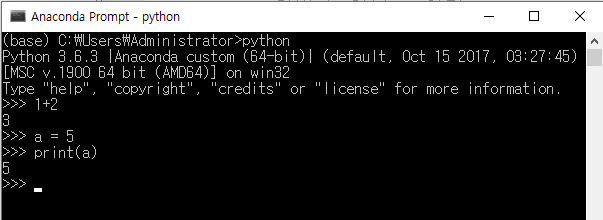 Anaconda Prompt - python
(base) C:₩Users₩Administrator>python
Python 3.6.3 |Anaconda custom (64-bit)| (default, Oct 15 2017, 03:27:45)
[MSC v.1900 64 bit (AMD64)] on win32
Type "help", "copyright", "credits" or "license" for more information.
>>> 1+2
3
>>> a = 5
>>> print(a)
5
>>>